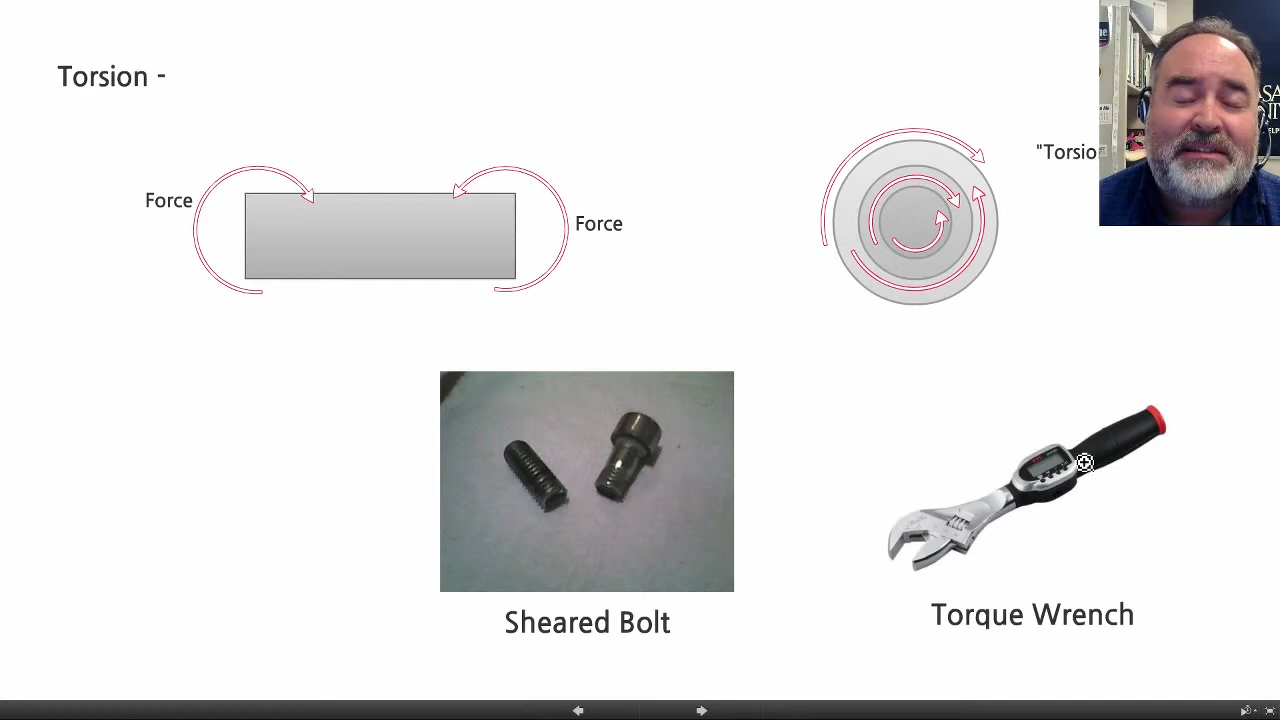 Torsion -
Force
Force
"Torsio
Sheared Bolt
Torque Wrench